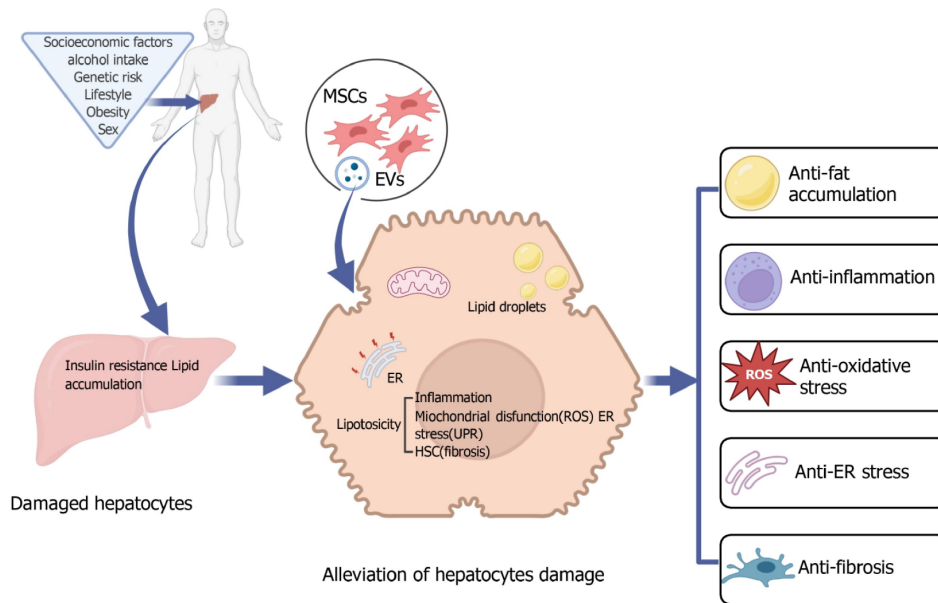 Socioeconomic factors
alcohol intake
Genetic risk
Lifestyle
Obesity
Sex
MSCs
EVs
Insulin resistance Lipid
accumulation
Damaged hepatocytes
Lipid droplets
ER
Lipotosicity
Inflammation
Miochondrial disfunction(ROS) ER
stress(UPR)
HSC(fibrosis)
Alleviation of hepatocytes damage
Anti-fat
accumulation
Anti-inflammation
ROS
Anti-oxidative
stress
Anti-ER stress
Anti-fibrosis